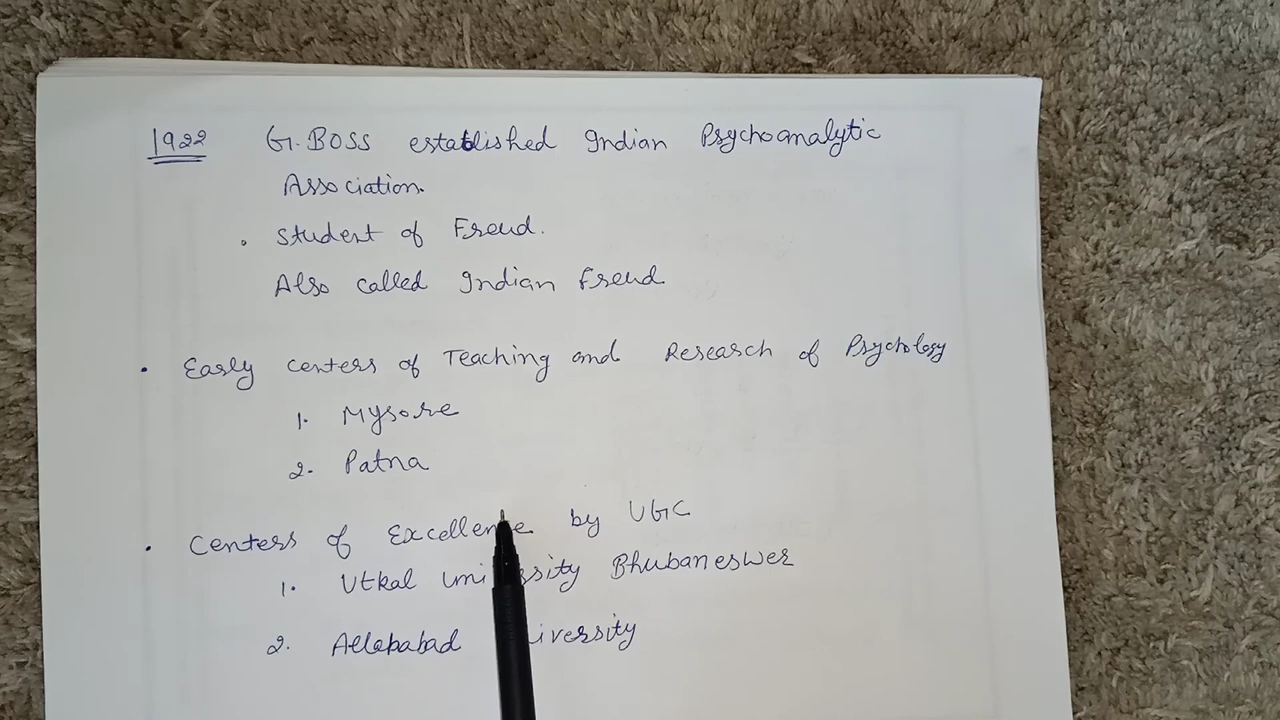 1922 G. BOSS established Indian Psychoanalytic
Association.
. Student of Freud.
Also called Indian Freud
. Early centers of Teaching and Research of Psychology
1. Mysore
2. Patna
. Centers of Excellence by UGC
1. Utkal University Bhubaneswer
2. Allahabad University